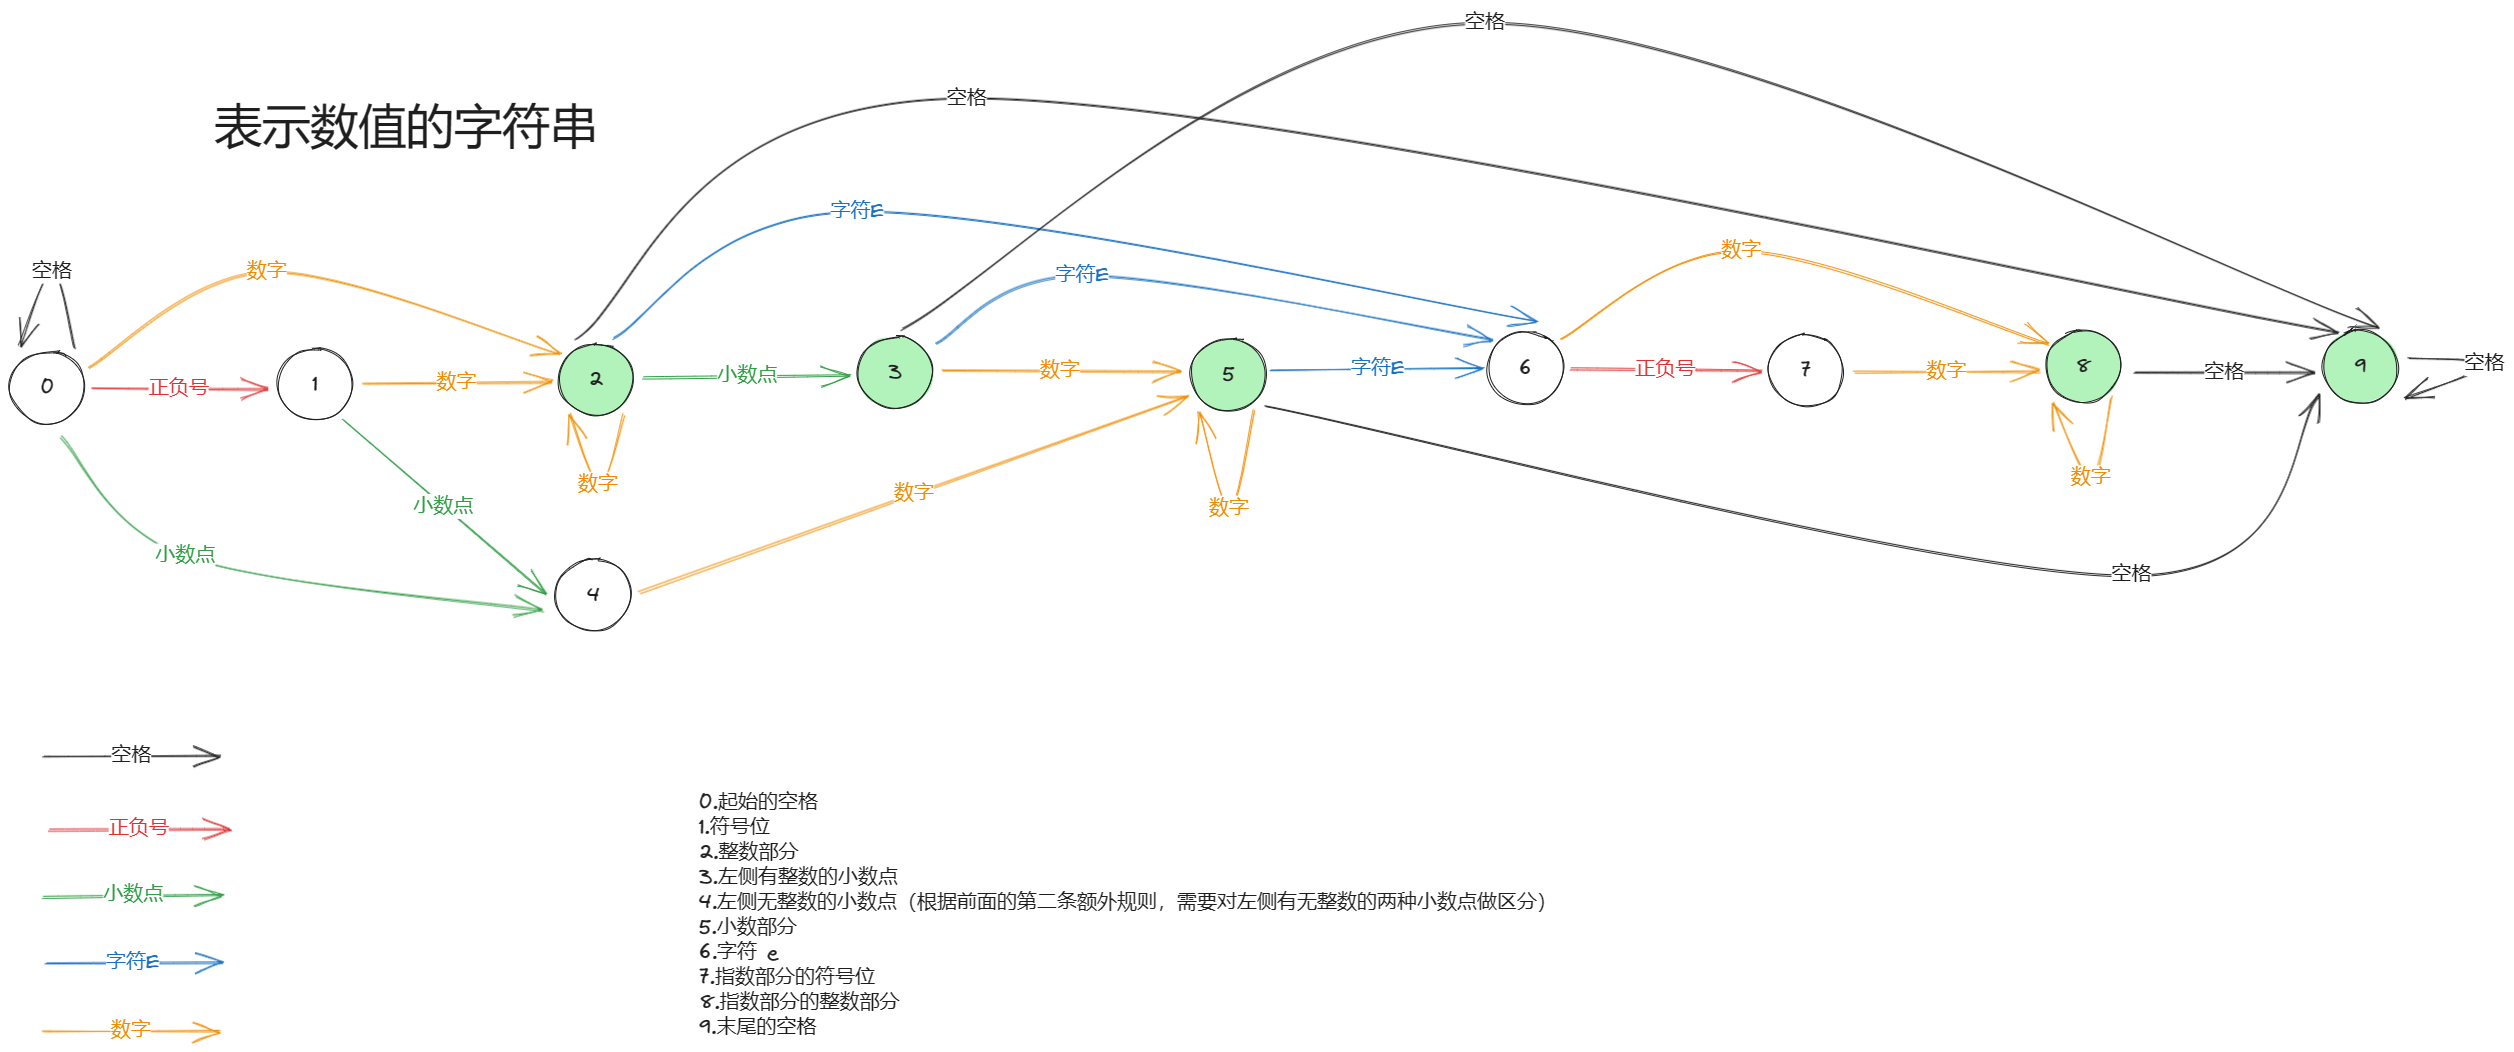 空格
空格
表示数值的字符串
字符E
数字
空格
数字
字符E
0
正负号
1
数字
2
小数点
3
数字
5
字符E
6
正负号
7
数字
8
空格
9
空格
数字
数字
数字
数字
小数点
小数点
4
空格
空格
正负号
小数点
字符E
数字
0.起始的空格
1.符号位
2.整数部分
3.左侧有整数的小数点
4.左侧无整数的小数点（根据前面的第二条额外规则，需要对左侧有无整数的两种小数点做区分）
5.小数部分
6.字符 e
7.指数部分的符号位
8.指数部分的整数部分
9.末尾的空格